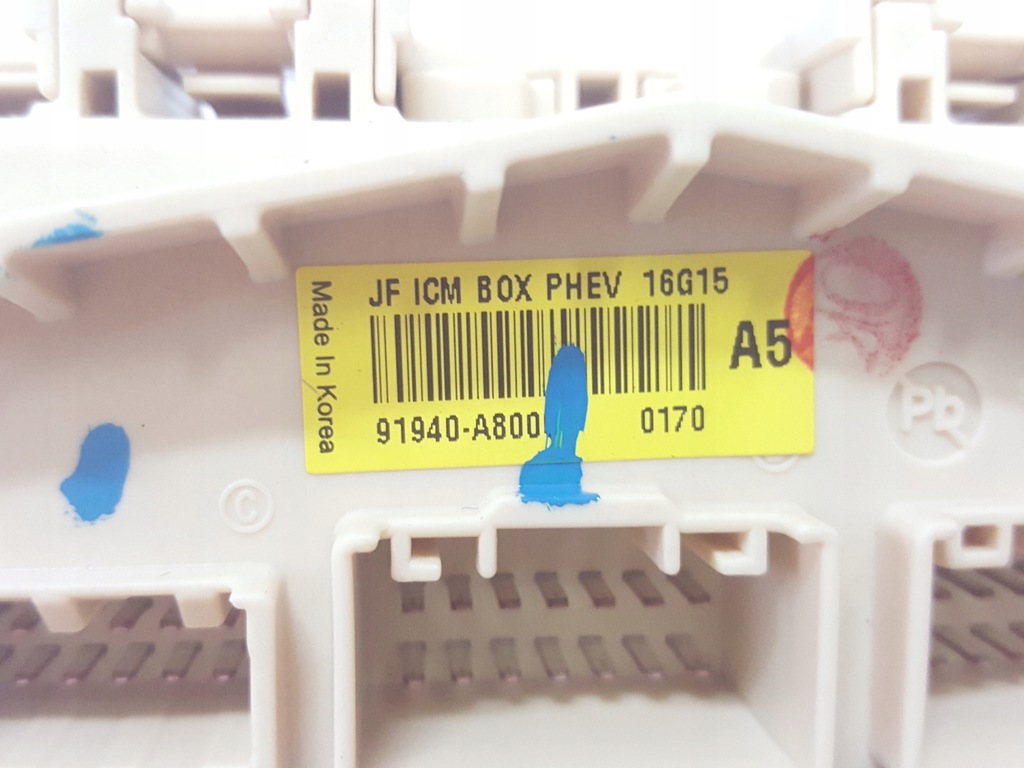 JF ICM BOX PHEV 16G15
Made In Korea
A5
91940-A800 0170
©
Pb